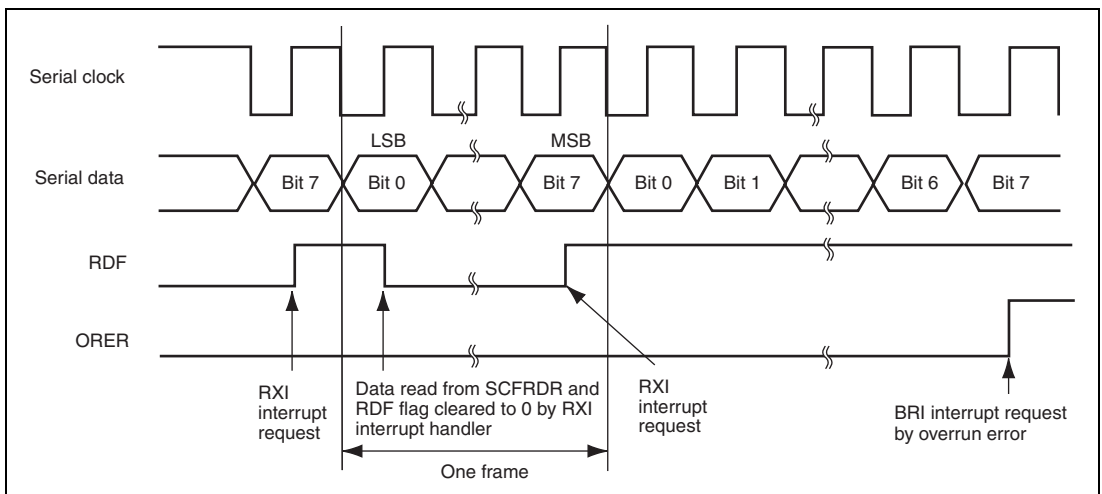 Serial clock
LSB
MSB
Serial data
Bit 7
Bit 0
Bit 7
Bit 0
Bit 1
Bit 6
Bit 7
RDF
ORER
RXI
interrupt
request
Data read from SCFRDR and
RDF flag cleared to 0 by RXI
interrupt handler
RXI
interrupt
request
BRI interrupt request
by overrun error
One frame